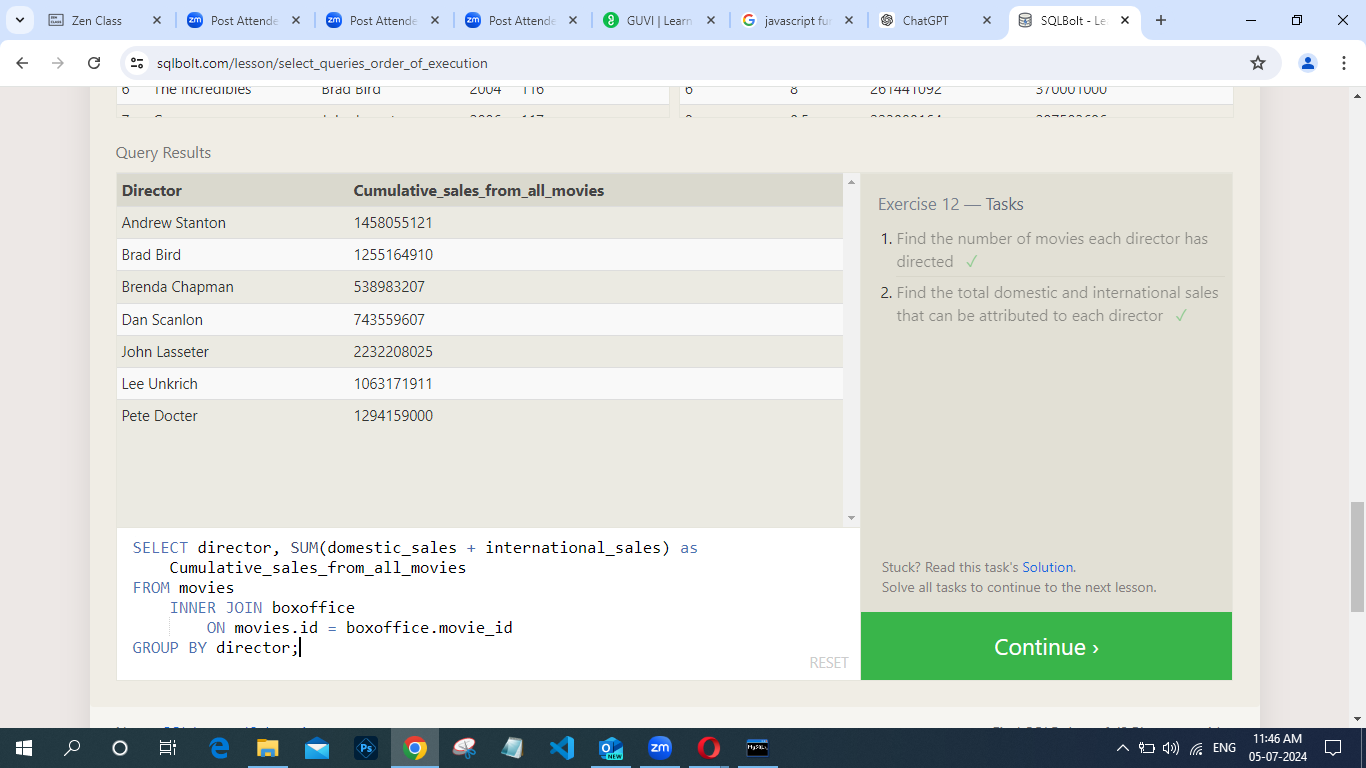 Zen Class
Post Attende
Post Attende
Post Attende
GUVI | Learn
javascript fu
ChatGPT
SQLBolt - Le
sqlbolt.com/lesson/select_queries_order_of_execution
6 The Incredibles Brad Bird 2004 116
6 8 261441092 370001000
Query Results
Director Cumulative_sales_from_all_movies
Andrew Stanton 1458055121
Brad Bird 1255164910
Brenda Chapman 538983207
Dan Scanlon 743559607
John Lasseter 2232208025
Lee Unkrich 1063171911
Pete Docter 1294159000
Exercise 12 — Tasks
1. Find the number of movies each director has
directed ✓
2. Find the total domestic and international sales
that can be attributed to each director ✓
SELECT director, SUM(domestic_sales + international_sales) as
Cumulative_sales_from_all_movies
FROM movies
INNER JOIN boxoffice
ON movies.id = boxoffice.movie_id
GROUP BY director;
RESET
Stuck? Read this task's Solution.
Solve all tasks to continue to the next lesson.
Continue ›
ENG
11:46 AM
05-07-2024